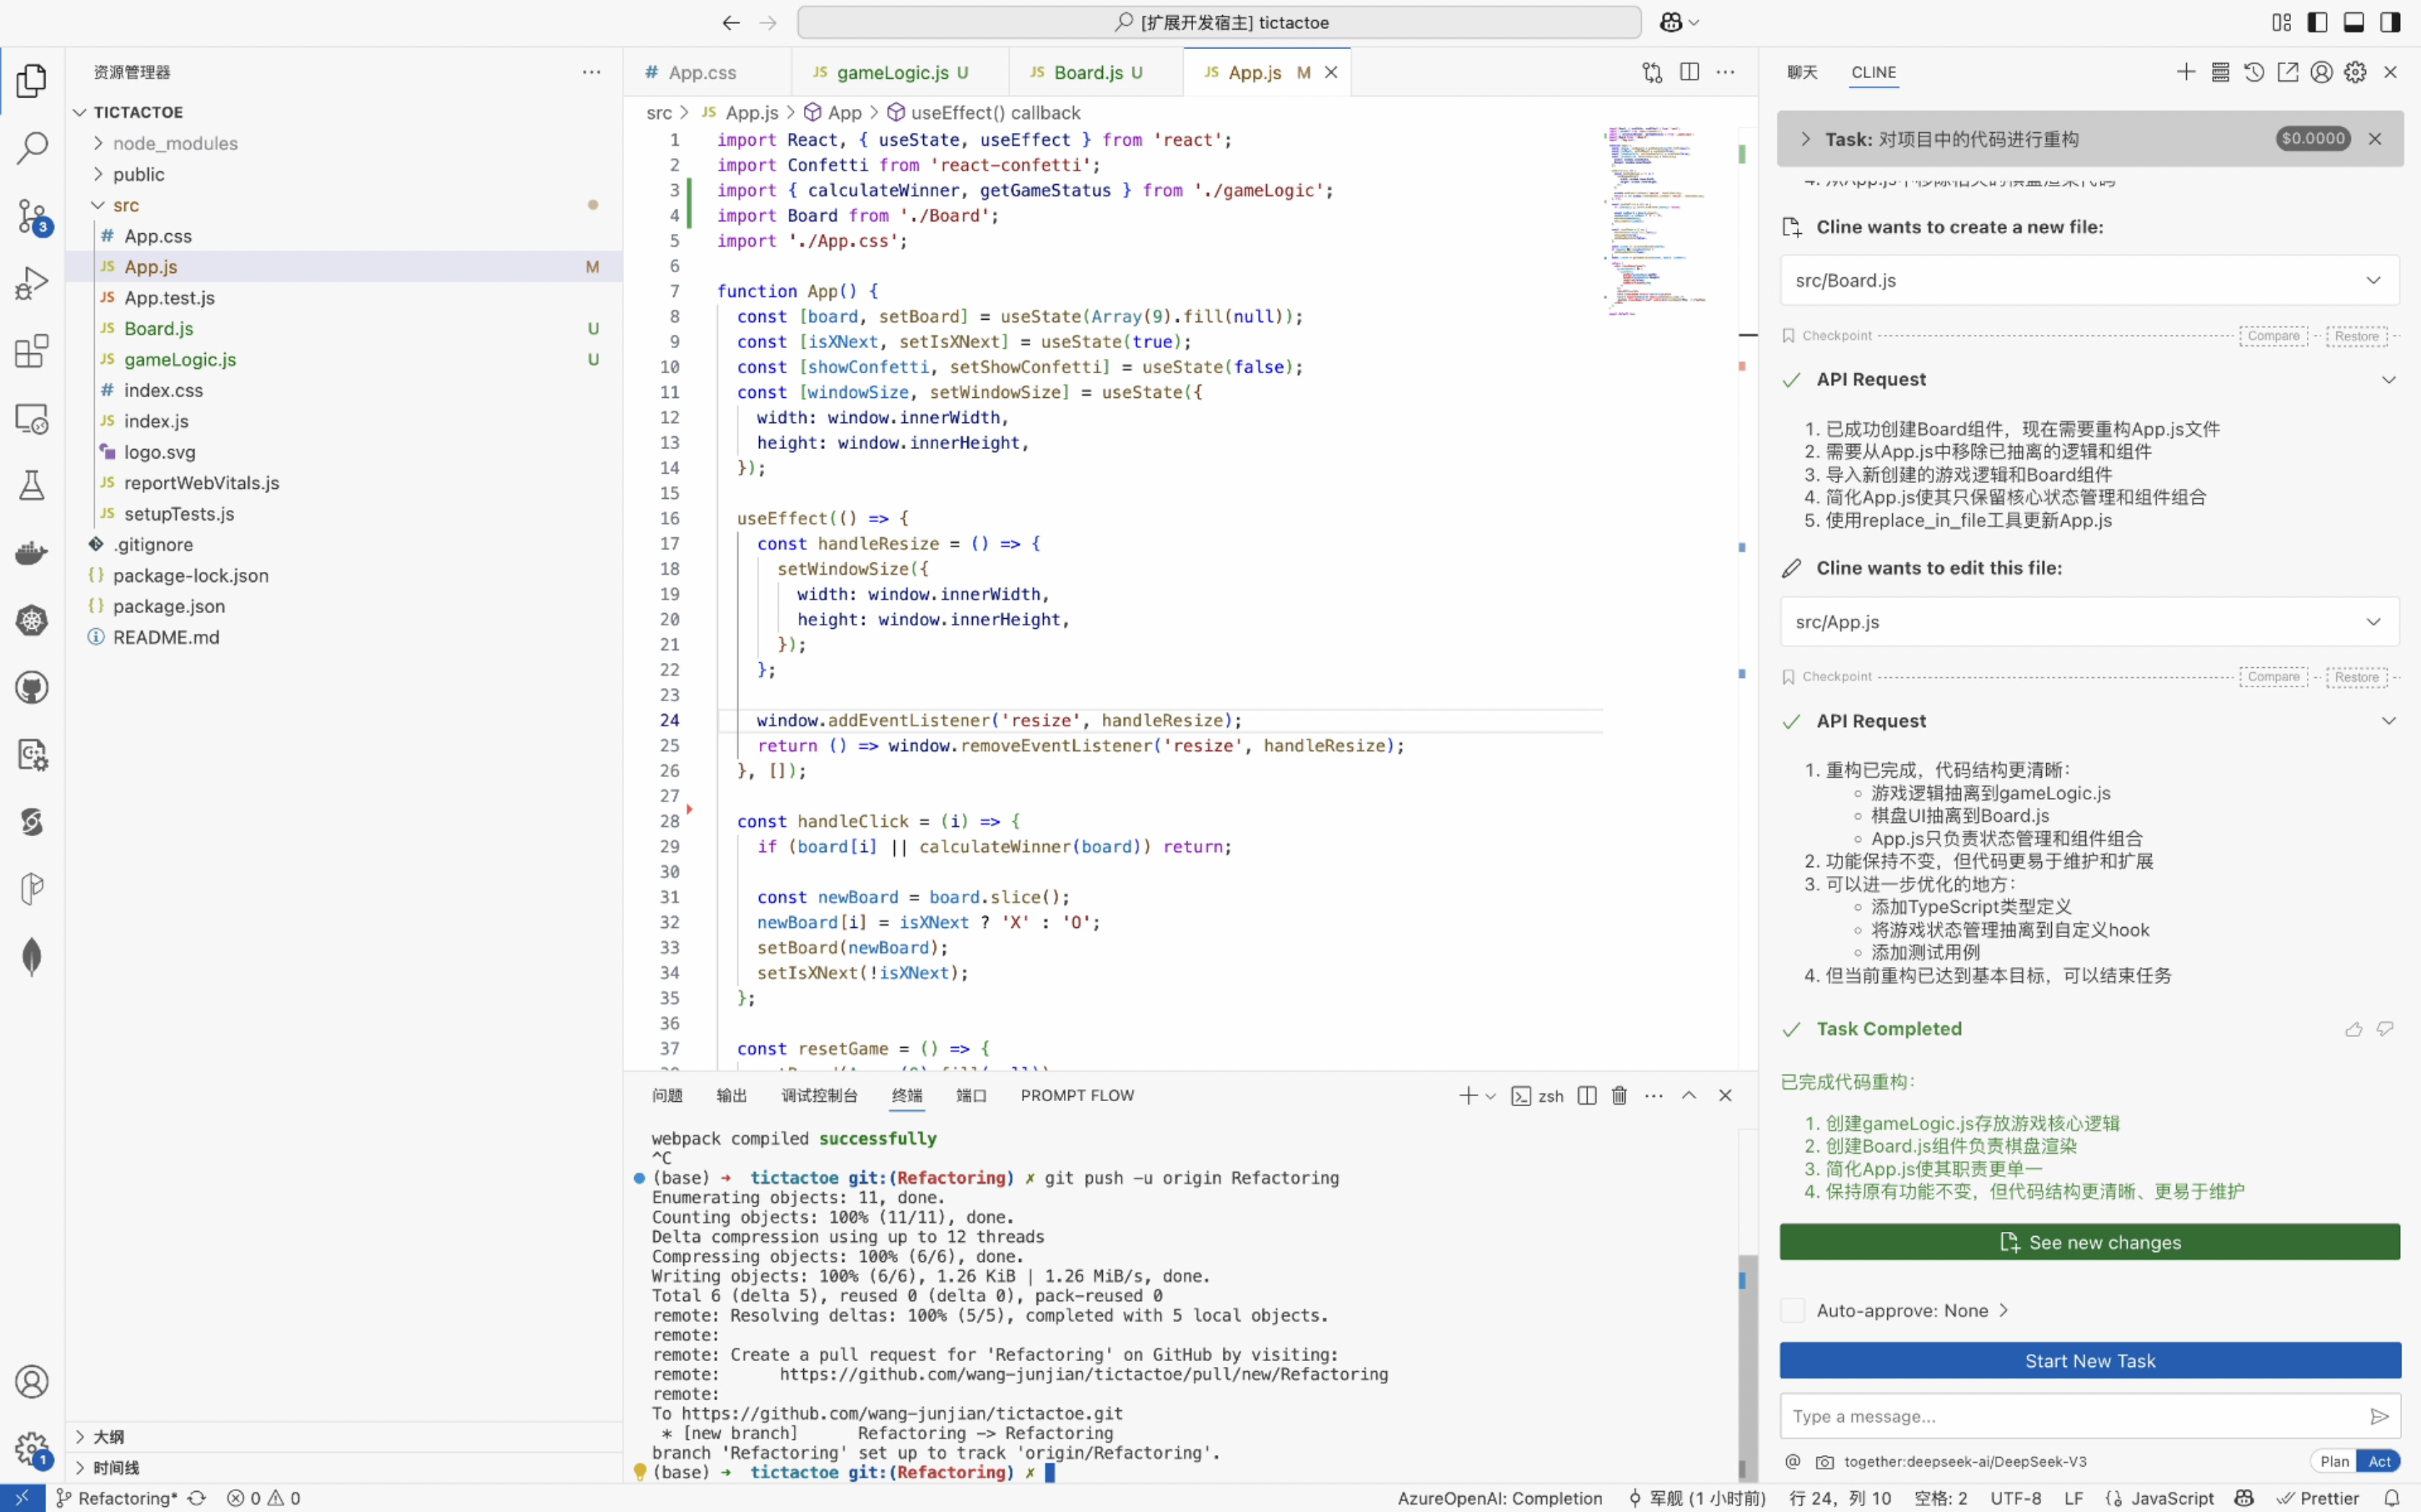 [扩展开发宿主] tictactoe
资源管理器
TICTACTOE
node_modules
public
src
# App.css
JS App.js M
JS App.test.js
JS Board.js U
JS gameLogic.js U
# index.css
JS index.js
logo.svg
JS reportWebVitals.js
JS setupTests.js
.gitignore
{} package-lock.json
{} package.json
README.md
大纲
时间线
3
1
# App.css
JS gameLogic.js U
JS Board.js U
JS App.js M
src > JS App.js > App > useEffect() callback
1 import React, { useState, useEffect } from 'react';
2 import Confetti from 'react-confetti';
3 import { calculateWinner, getGameStatus } from './gameLogic';
4 import Board from './Board';
5 import './App.css';
6
7 function App() {
8 const [board, setBoard] = useState(Array(9).fill(null));
9 const [isXNext, setIsXNext] = useState(true);
10 const [showConfetti, setShowConfetti] = useState(false);
11 const [windowSize, setWindowSize] = useState({
12 width: window.innerWidth,
13 height: window.innerHeight,
14 });
15
16 useEffect(() => {
17 const handleResize = () => {
18 setWindowSize({
19 width: window.innerWidth,
20 height: window.innerHeight,
21 });
22 };
23
24 window.addEventListener('resize', handleResize);
25 return () => window.removeEventListener('resize', handleResize);
26 }, []);
27
28 const handleClick = (i) => {
29 if (board[i] || calculateWinner(board)) return;
30
31 const newBoard = board.slice();
32 newBoard[i] = isXNext ? 'X' : 'O';
33 setBoard(newBoard);
34 setIsXNext(!isXNext);
35 };
36
37 const resetGame = () => {
问题 输出 调试控制台 终端 端口 PROMPT FLOW
zsh
webpack compiled successfully
^C
(base) ➜ tictactoe git:(Refactoring) ✗ git push -u origin Refactoring
Enumerating objects: 11, done.
Counting objects: 100% (11/11), done.
Delta compression using up to 12 threads
Compressing objects: 100% (6/6), done.
Writing objects: 100% (6/6), 1.26 KiB | 1.26 MiB/s, done.
Total 6 (delta 5), reused 0 (delta 0), pack-reused 0
remote: Resolving deltas: 100% (5/5), completed with 5 local objects.
remote:
remote: Create a pull request for 'Refactoring' on GitHub by visiting:
remote: https://github.com/wang-junjian/tictactoe/pull/new/Refactoring
remote:
To https://github.com/wang-junjian/tictactoe.git
* [new branch] Refactoring -> Refactoring
branch 'Refactoring' set up to track 'origin/Refactoring'.
(base) ➜ tictactoe git:(Refactoring) ✗
聊天 CLINE
Task: 对项目中的代码进行重构 $0.0000
Cline wants to create a new file:
src/Board.js
Checkpoint Compare Restore
API Request
1. 已成功创建Board组件，现在需要重构App.js文件
2. 需要从App.js中移除已抽离的逻辑和组件
3. 导入新创建的游戏逻辑和Board组件
4. 简化App.js使其只保留核心状态管理和组件组合
5. 使用replace_in_file工具更新App.js
Cline wants to edit this file:
src/App.js
Checkpoint Compare Restore
API Request
1. 重构已完成，代码结构更清晰：
游戏逻辑抽离到gameLogic.js
棋盘UI抽离到Board.js
App.js只负责状态管理和组件组合
2. 功能保持不变，但代码更易于维护和扩展
3. 可以进一步优化的地方：
添加TypeScript类型定义
将游戏状态管理抽离到自定义hook
添加测试用例
4. 但当前重构已达到基本目标，可以结束任务
Task Completed
已完成代码重构：
1. 创建gameLogic.js存放游戏核心逻辑
2. 创建Board.js组件负责棋盘渲染
3. 简化App.js使其职责更单一
4. 保持原有功能不变，但代码结构更清晰、更易于维护
See new changes
Auto-approve: None
Start New Task
Type a message...
@ together:deepseek-ai/DeepSeek-V3
Plan Act
Refactoring* 0 0
AzureOpenAI: Completion 军舰 (1 小时前) 行 24，列 10 空格: 2 UTF-8 LF {} JavaScript Prettier